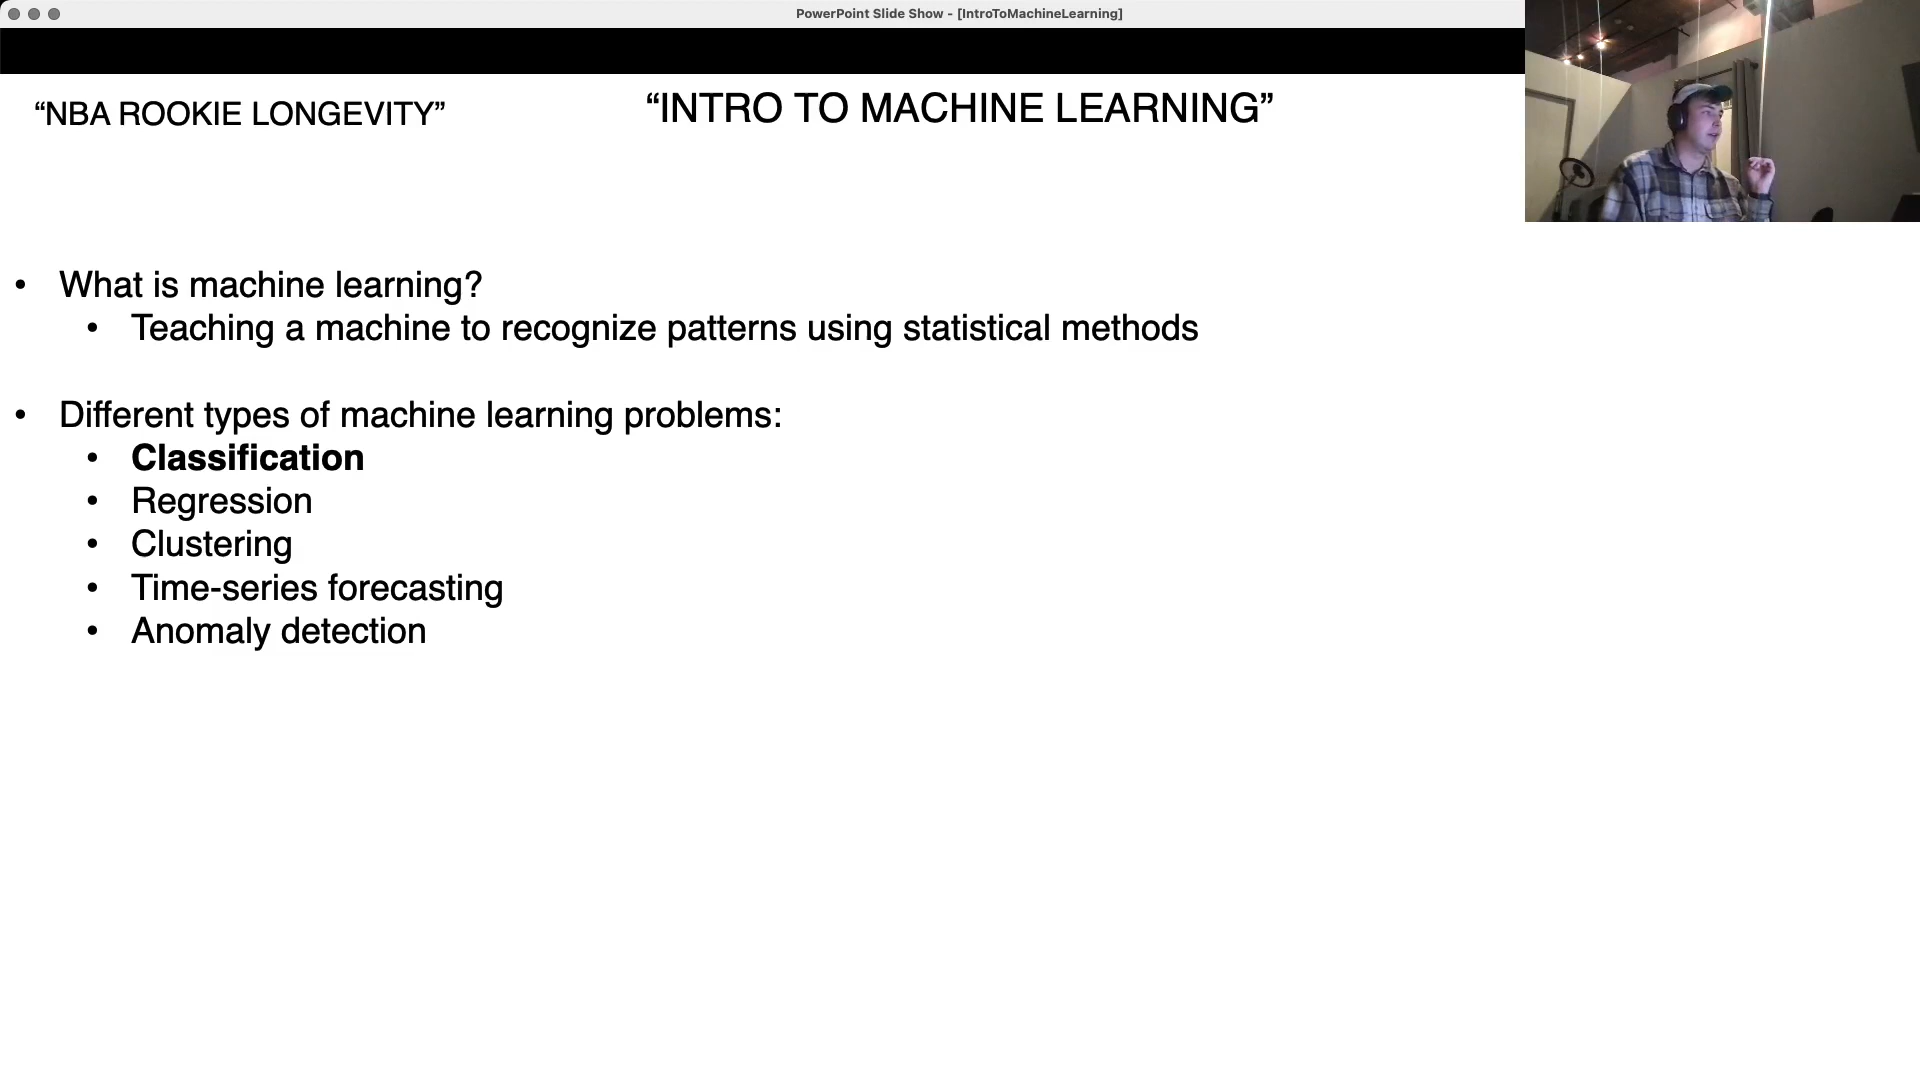 PowerPoint Slide Show - [IntroToMachineLearning]
“NBA ROOKIE LONGEVITY”
“INTRO TO MACHINE LEARNING”
• What is machine learning?
• Teaching a machine to recognize patterns using statistical methods
• Different types of machine learning problems:
• Classification
• Regression
• Clustering
• Time-series forecasting
• Anomaly detection